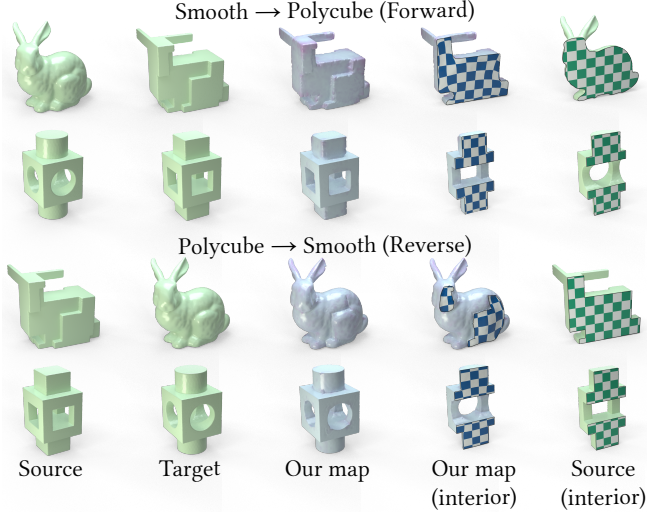 Smooth → Polycube (Forward)
Polycube → Smooth (Reverse)
Source Target Our map Our map Source
(interior) (interior)